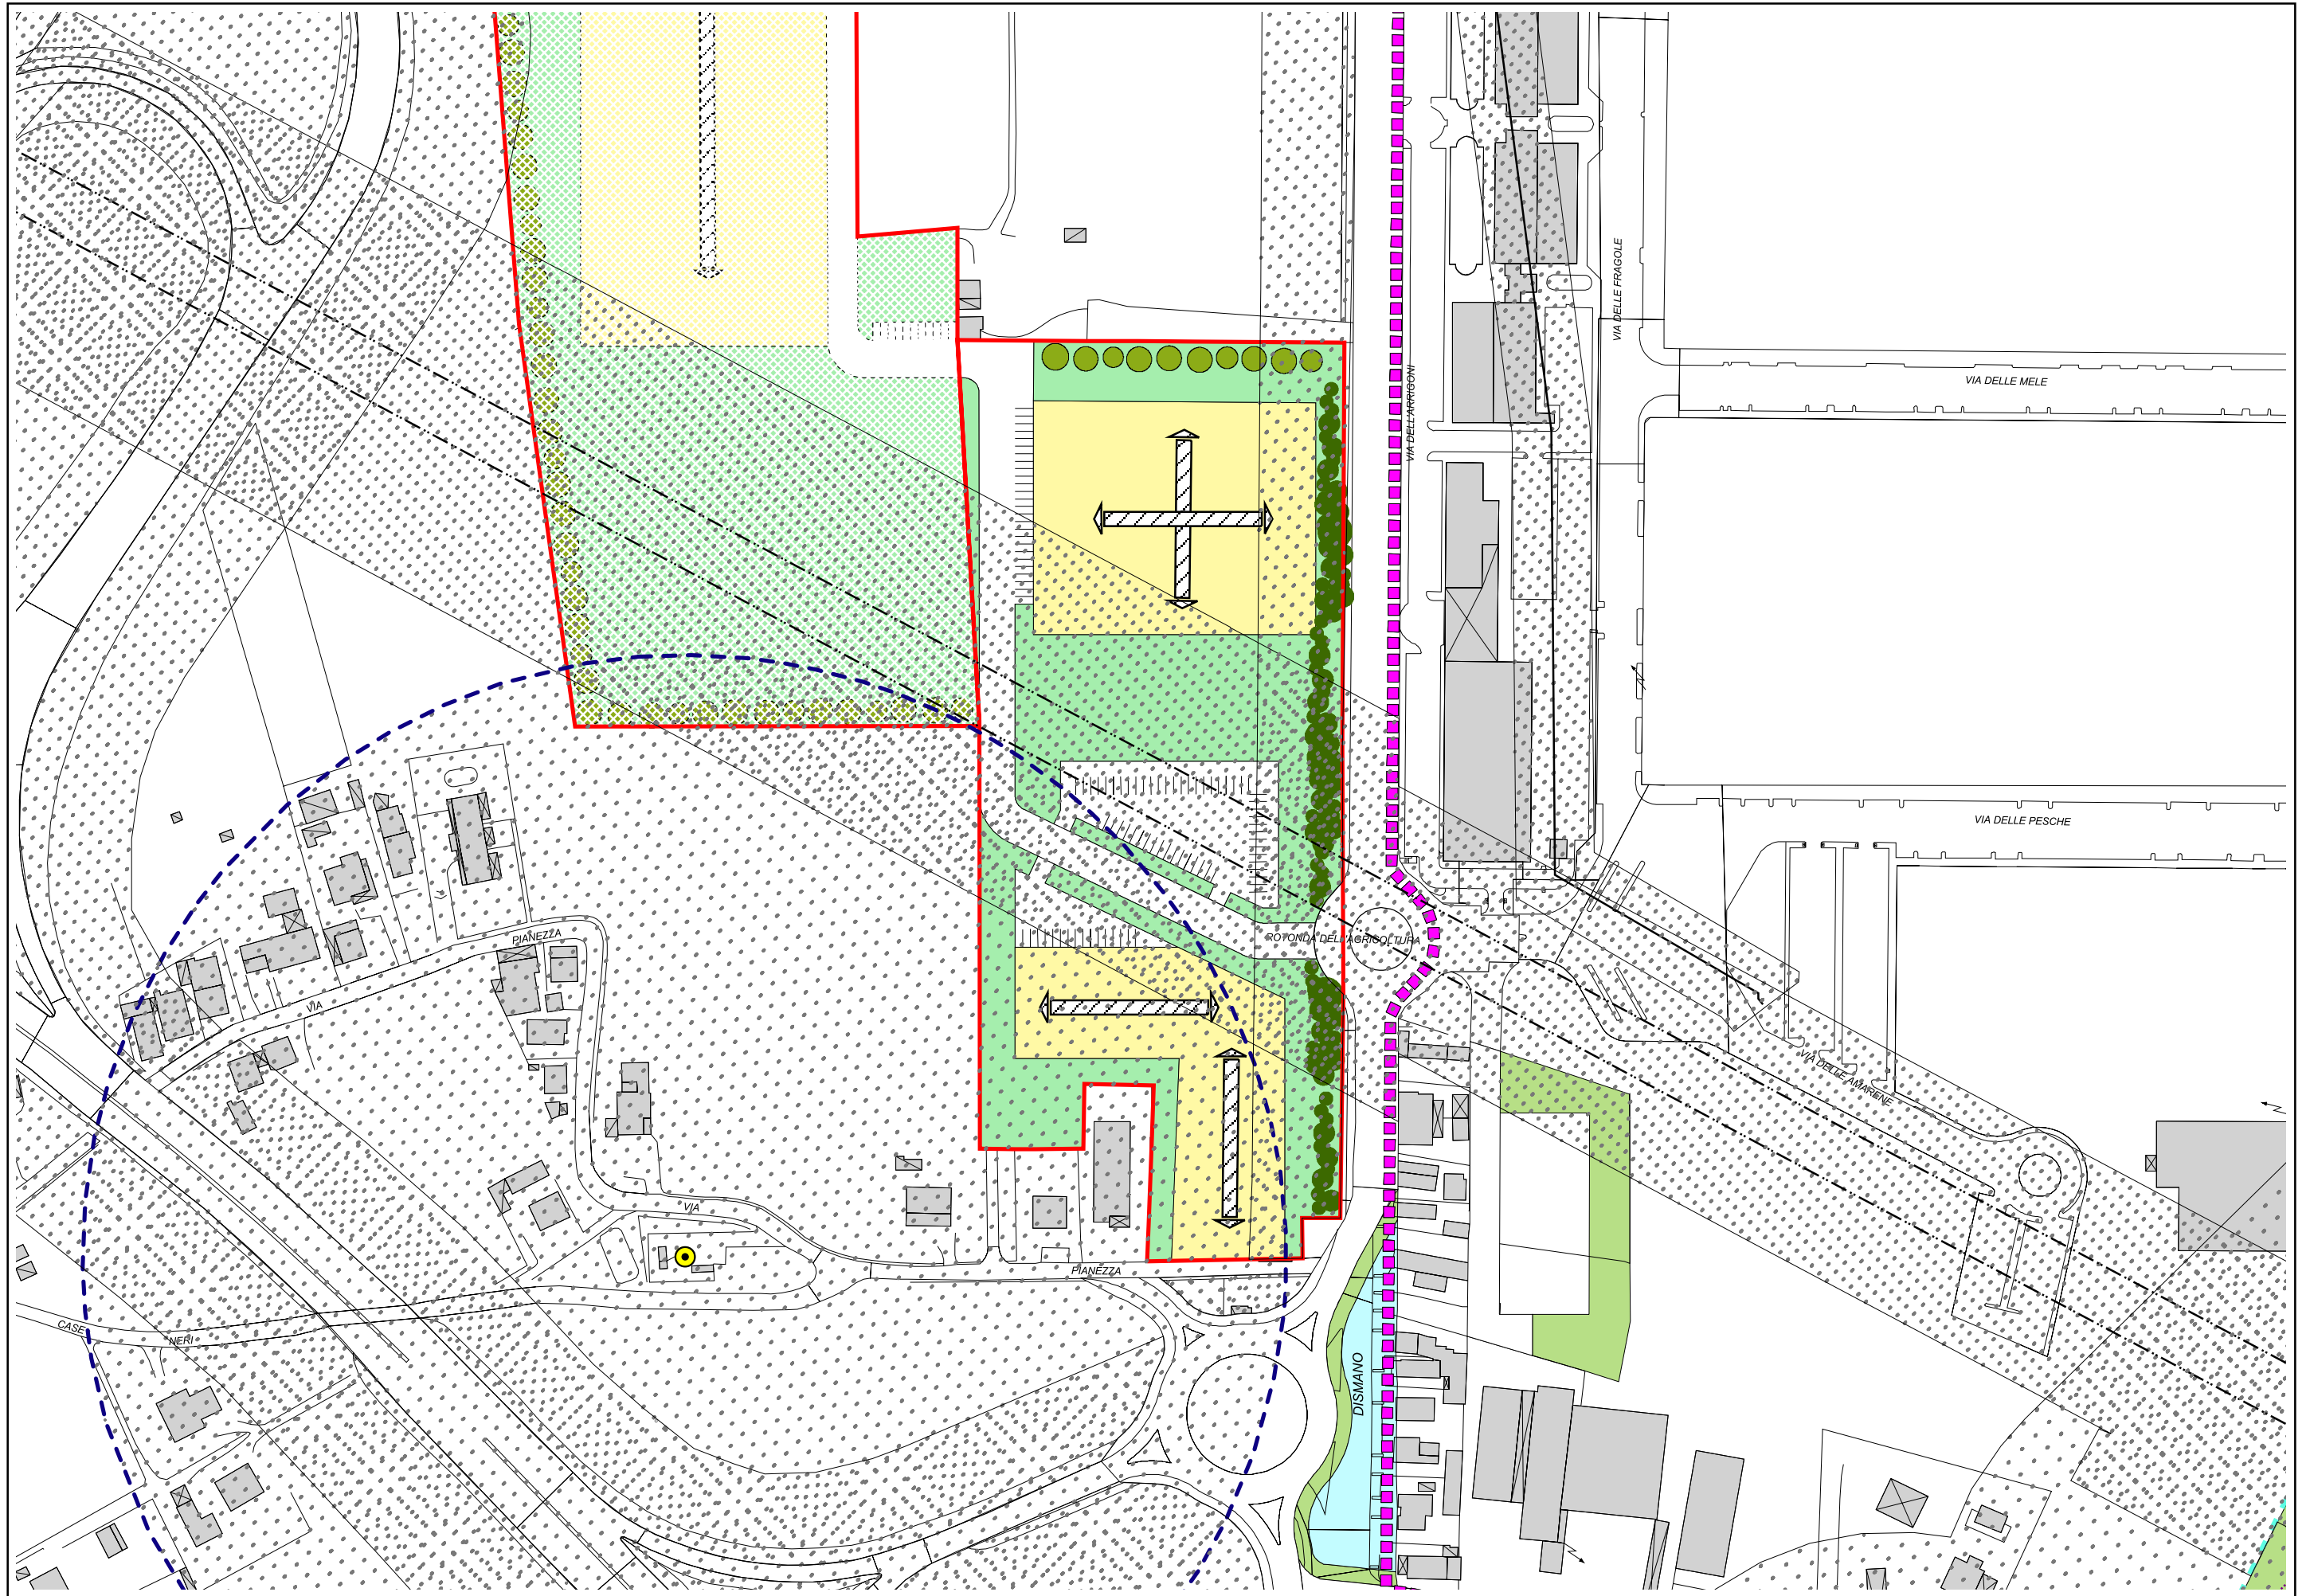 VIA DELLE FRAGOLE
VIA DELLE MELE
VIA DELL'ARRIGONI
VIA DELLE PESCHE
PIANEZZA
ROTONDA DELL'AGRICOLTURA
VIA
VIA DELLE AMARENE
VIA
PIANEZZA
CASE
NERI
DISMANO